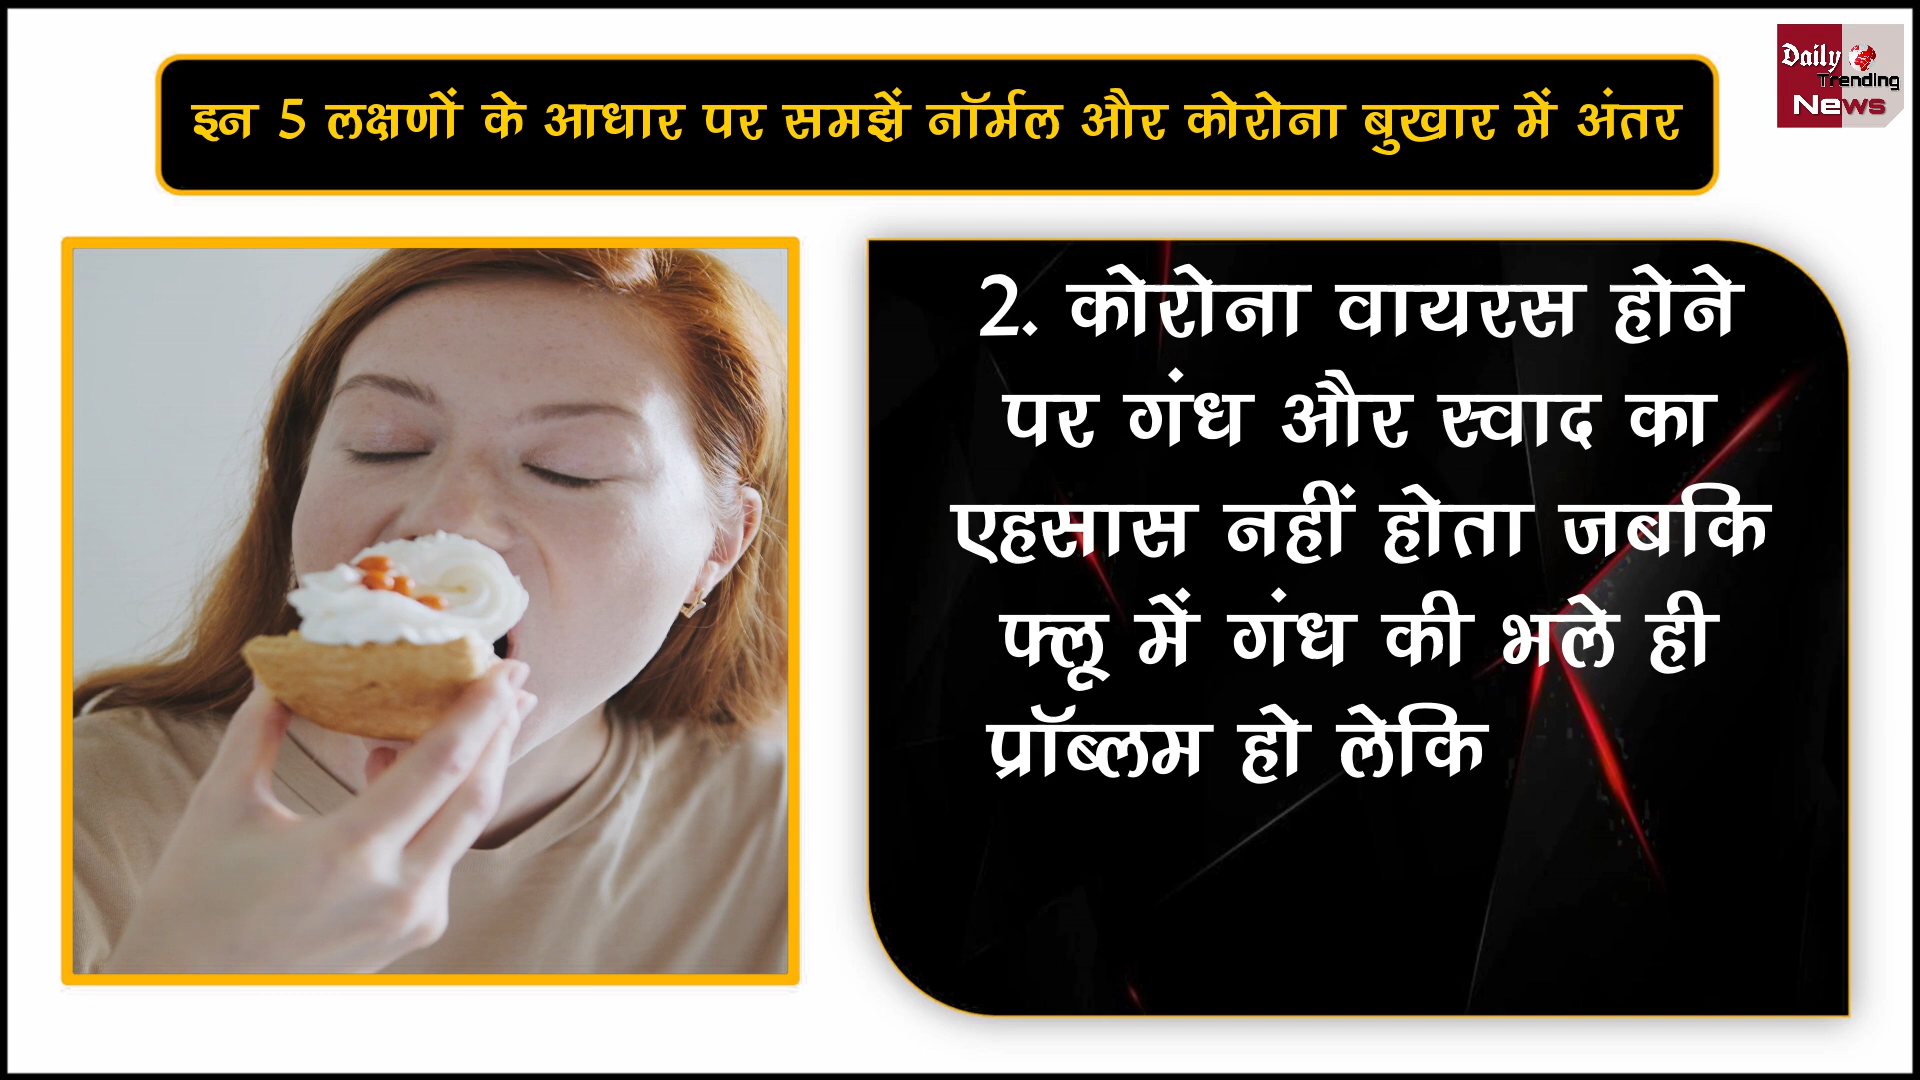 इन 5 लक्षणों के आधार पर समझें नॉर्मल और कोरोना बुखार में अंतर
Daily
Trending
News
2. कोरोना वायरस होने
पर गंध और स्वाद का
एहसास नहीं होता जबकि
फ्लू में गंध की भले ही
प्रॉब्लम हो लेकि